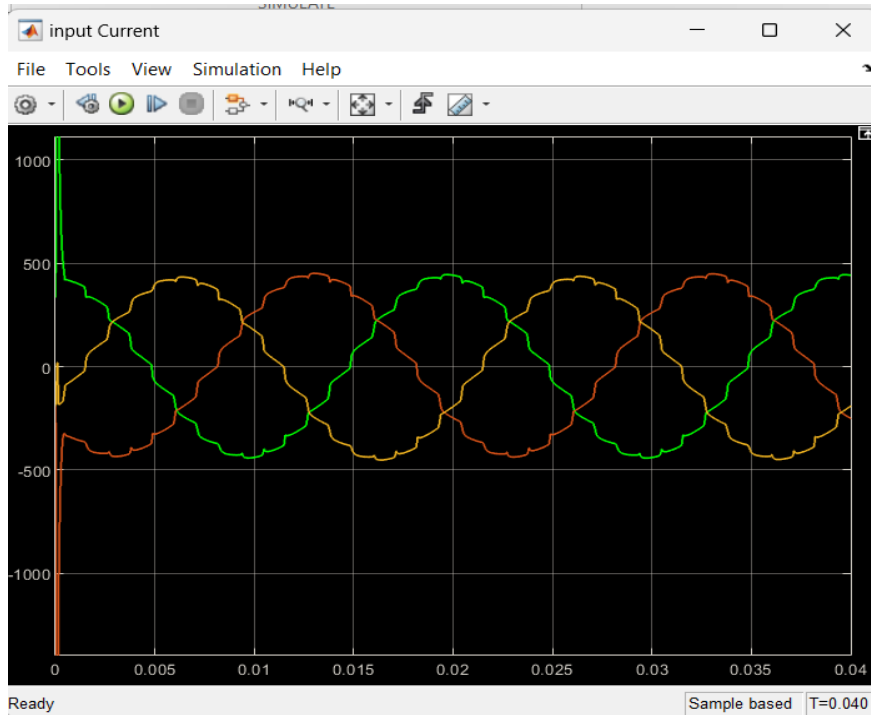 SIMULATE
input Current
File Tools View Simulation Help
1000
500
0
-500
-1000
0 0.005 0.01 0.015 0.02 0.025 0.03 0.035 0.04
Ready
Sample based T=0.040